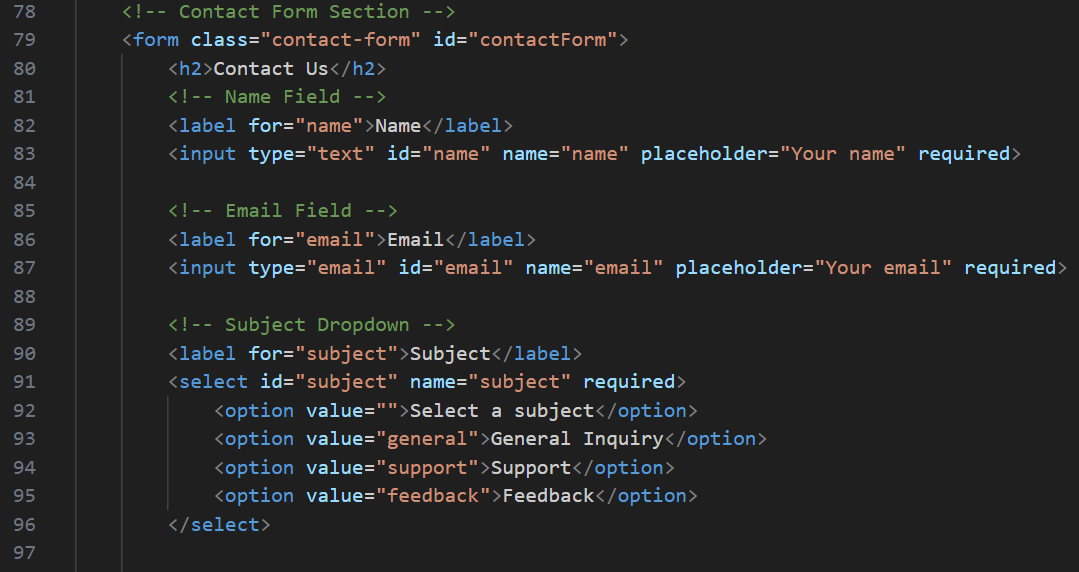 78 <!-- Contact Form Section -->
79 <form class="contact-form" id="contactForm">
80 <h2>Contact Us</h2>
81 <!-- Name Field -->
82 <label for="name">Name</label>
83 <input type="text" id="name" name="name" placeholder="Your name" required>
84
85 <!-- Email Field -->
86 <label for="email">Email</label>
87 <input type="email" id="email" name="email" placeholder="Your email" required>
88
89 <!-- Subject Dropdown -->
90 <label for="subject">Subject</label>
91 <select id="subject" name="subject" required>
92 <option value="">Select a subject</option>
93 <option value="general">General Inquiry</option>
94 <option value="support">Support</option>
95 <option value="feedback">Feedback</option>
96 </select>
97